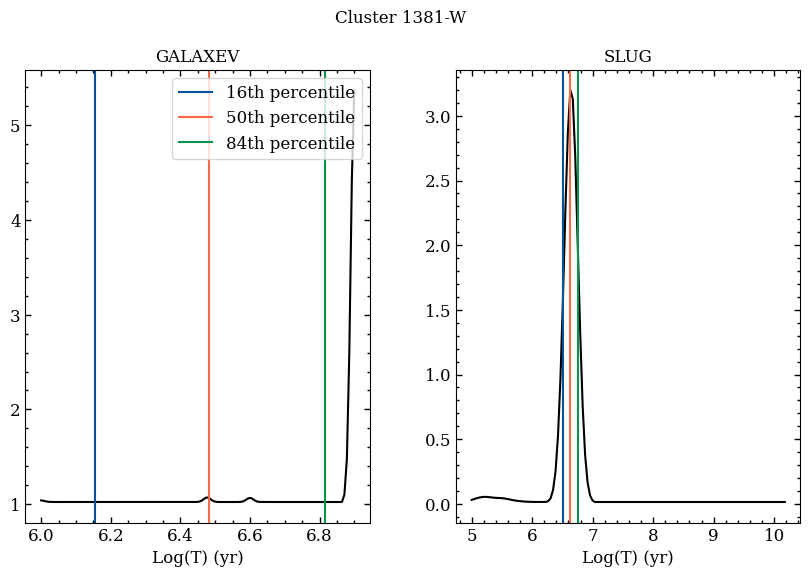 Cluster 1381-W
GALAXEV
SLUG
16th percentile
50th percentile
84th percentile
5
4
3
2
1
6.0 6.2 6.4 6.6 6.8
Log(T) (yr)
3.0
2.5
2.0
1.5
1.0
0.5
0.0
5 6 7 8 9 10
Log(T) (yr)